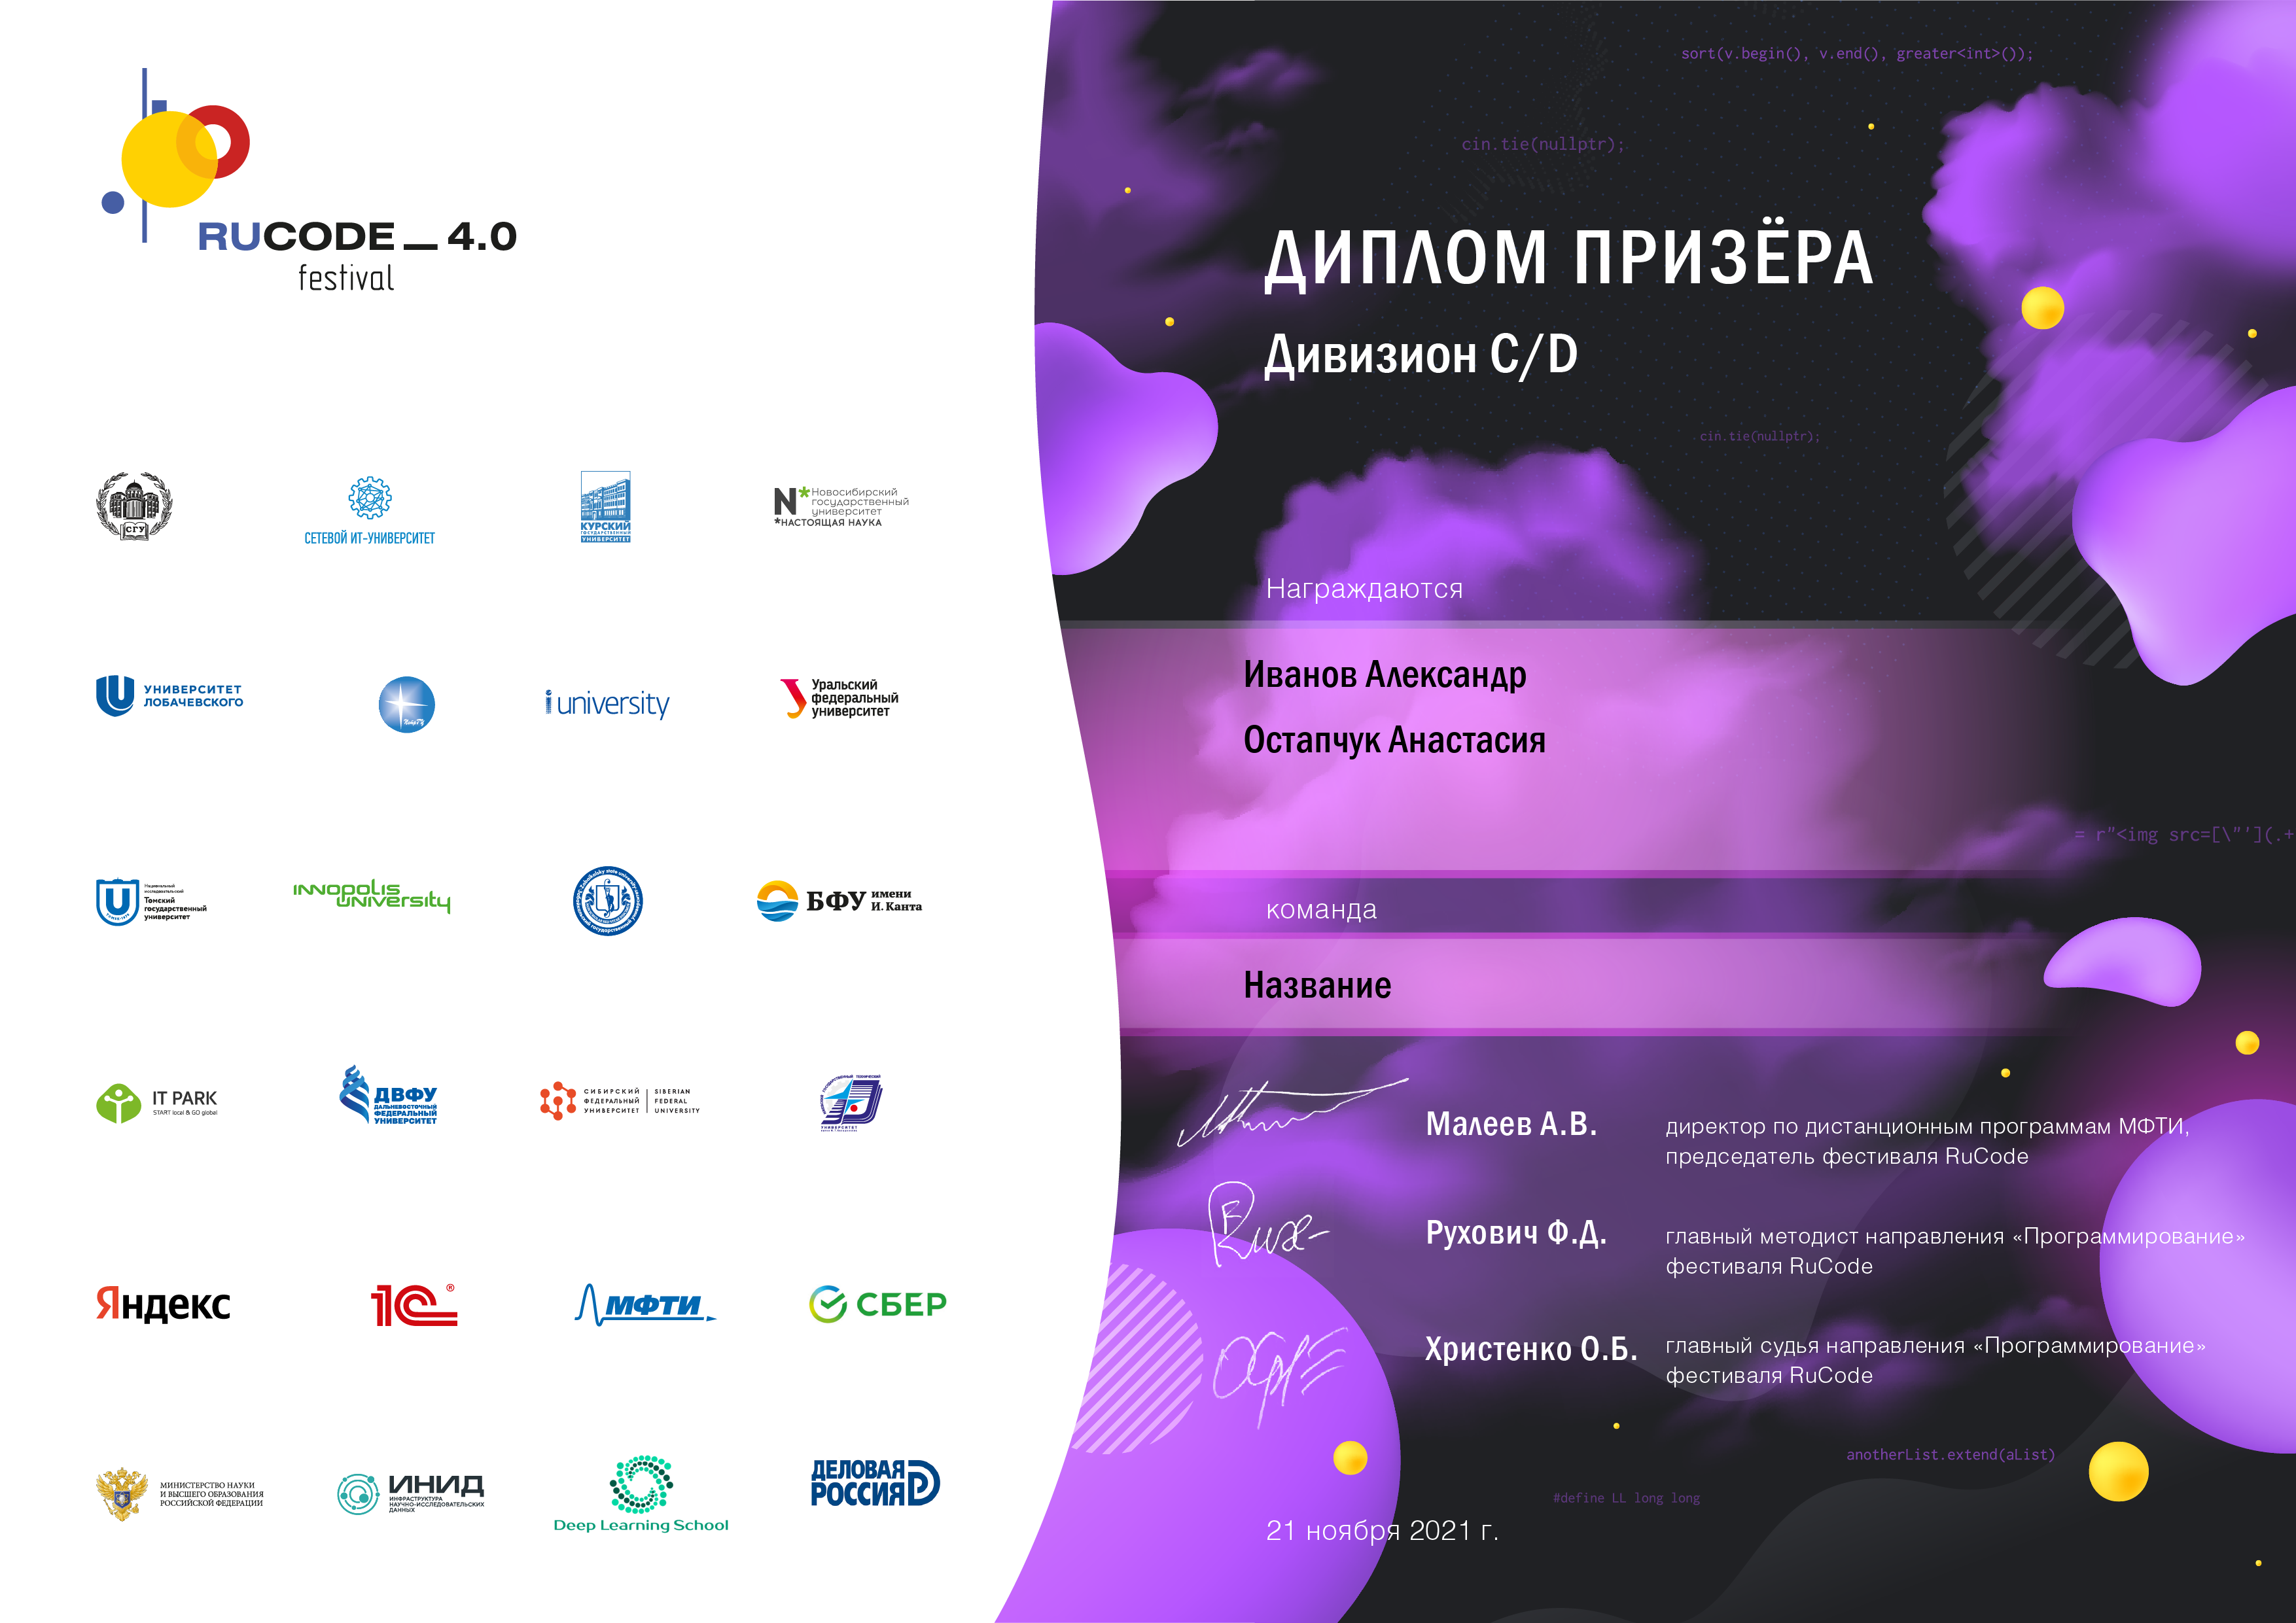 RUCODE_4.0
festival
СГУ
СЕТЕВОЙ ИТ-УНИВЕРСИТЕТ
КУРСКИЙ
ГОСУДАРСТВЕННЫЙ
УНИВЕРСИТЕТ
N*Новосибирский
государственный
университет
*НАСТОЯЩАЯ НАУКА
УНИВЕРСИТЕТ
ЛОБАЧЕВСКОГО
i university
Уральский
федеральный
университет
Национальный
исследовательский
Томский
государственный
университет
INNOPOLIS
UNIVERSITY
БФУ имени
И. Канта
IT PARK
START local & GO global
ДВФУ
ДАЛЬНЕВОСТОЧНЫЙ
ФЕДЕРАЛЬНЫЙ
УНИВЕРСИТЕТ
СИБИРСКИЙ
ФЕДЕРАЛЬНЫЙ
УНИВЕРСИТЕТ
SIBERIAN
FEDERAL
UNIVERSITY
УНИВЕРСИТЕТ
Яндекс
1С®
МФТИ
СБЕР
МИНИСТЕРСТВО НАУКИ
И ВЫСШЕГО ОБРАЗОВАНИЯ
РОССИЙСКОЙ ФЕДЕРАЦИИ
ИНИД
ИНФРАСТРУКТУРА
НАУЧНО-ИССЛЕДОВАТЕЛЬСКИХ
ДАННЫХ
Deep Learning School
ДЕЛОВАЯ
РОССИЯ
sort(v.begin(), v.end(), greater<int>());
cin.tie(nullptr);
ДИПЛОМ ПРИЗЁРА
Дивизион C/D
cin.tie(nullptr);
Награждаются
Иванов Александр
Остапчук Анастасия
= r"<img src=[\"'](.+
команда
Название
Малеев А.В.
директор по дистанционным программам МФТИ,
председатель фестиваля RuCode
Рухович Ф.Д.
главный методист направления «Программирование»
фестиваля RuCode
Христенко О.Б.
главный судья направления «Программирование»
фестиваля RuCode
anotherList.extend(aList)
#define LL long long
21 ноября 2021 г.